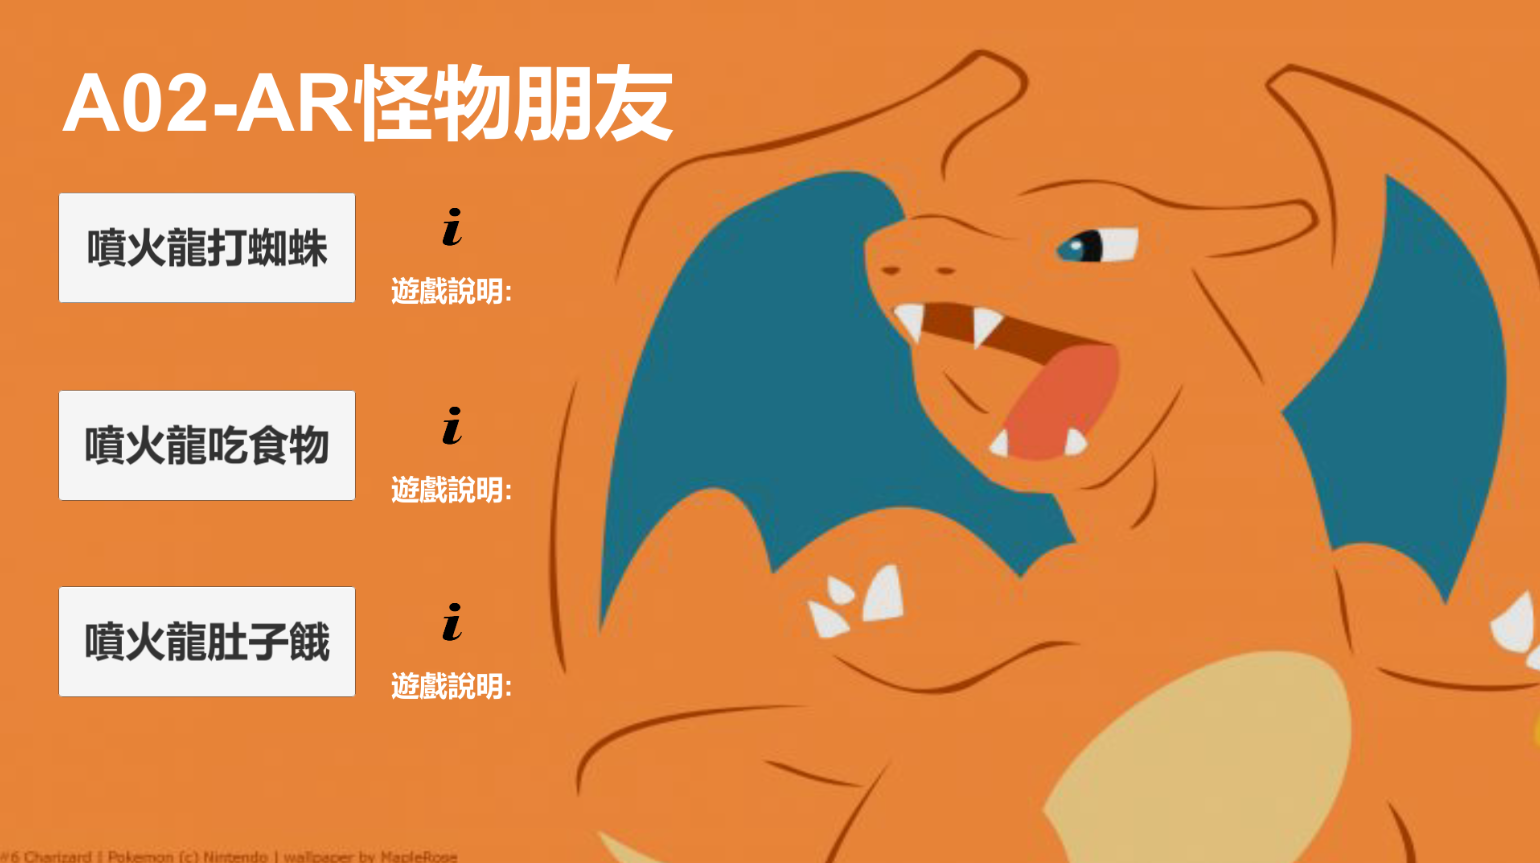 A02-AR怪物朋友
噴火龍打蜘蛛
i
遊戲說明:
噴火龍吃食物
i
遊戲說明:
噴火龍肚子餓
i
遊戲說明:
#6 Charizard | Pokemon (c) Nintendo | wallpaper by MapleRose